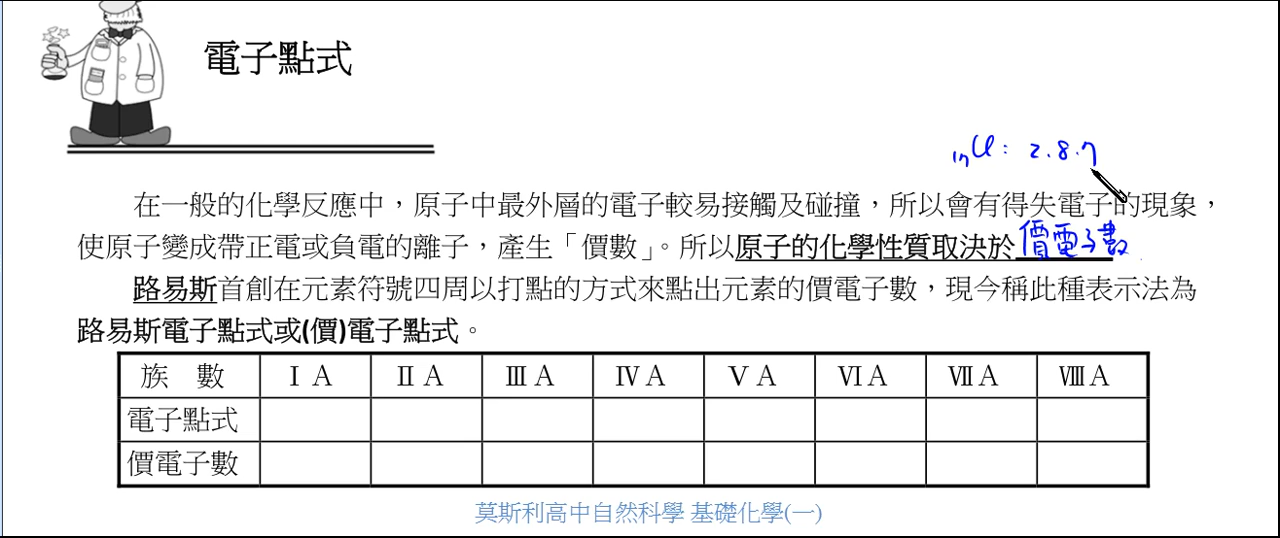 電子點式
₁₇Cl: 2.8.7
在一般的化學反應中，原子中最外層的電子較易接觸及碰撞，所以會有得失電子的現象，
使原子變成帶正電或負電的離子，產生「價數」。所以原子的化學性質取決於價電子數
路易斯首創在元素符號四周以打點的方式來點出元素的價電子數，現今稱此種表示法為
路易斯電子點式或(價)電子點式。
族 數 ⅠA ⅡA ⅢA ⅣA ⅤA ⅥA ⅦA ⅧA
電子點式
價電子數
莫斯利高中自然科學 基礎化學(一)